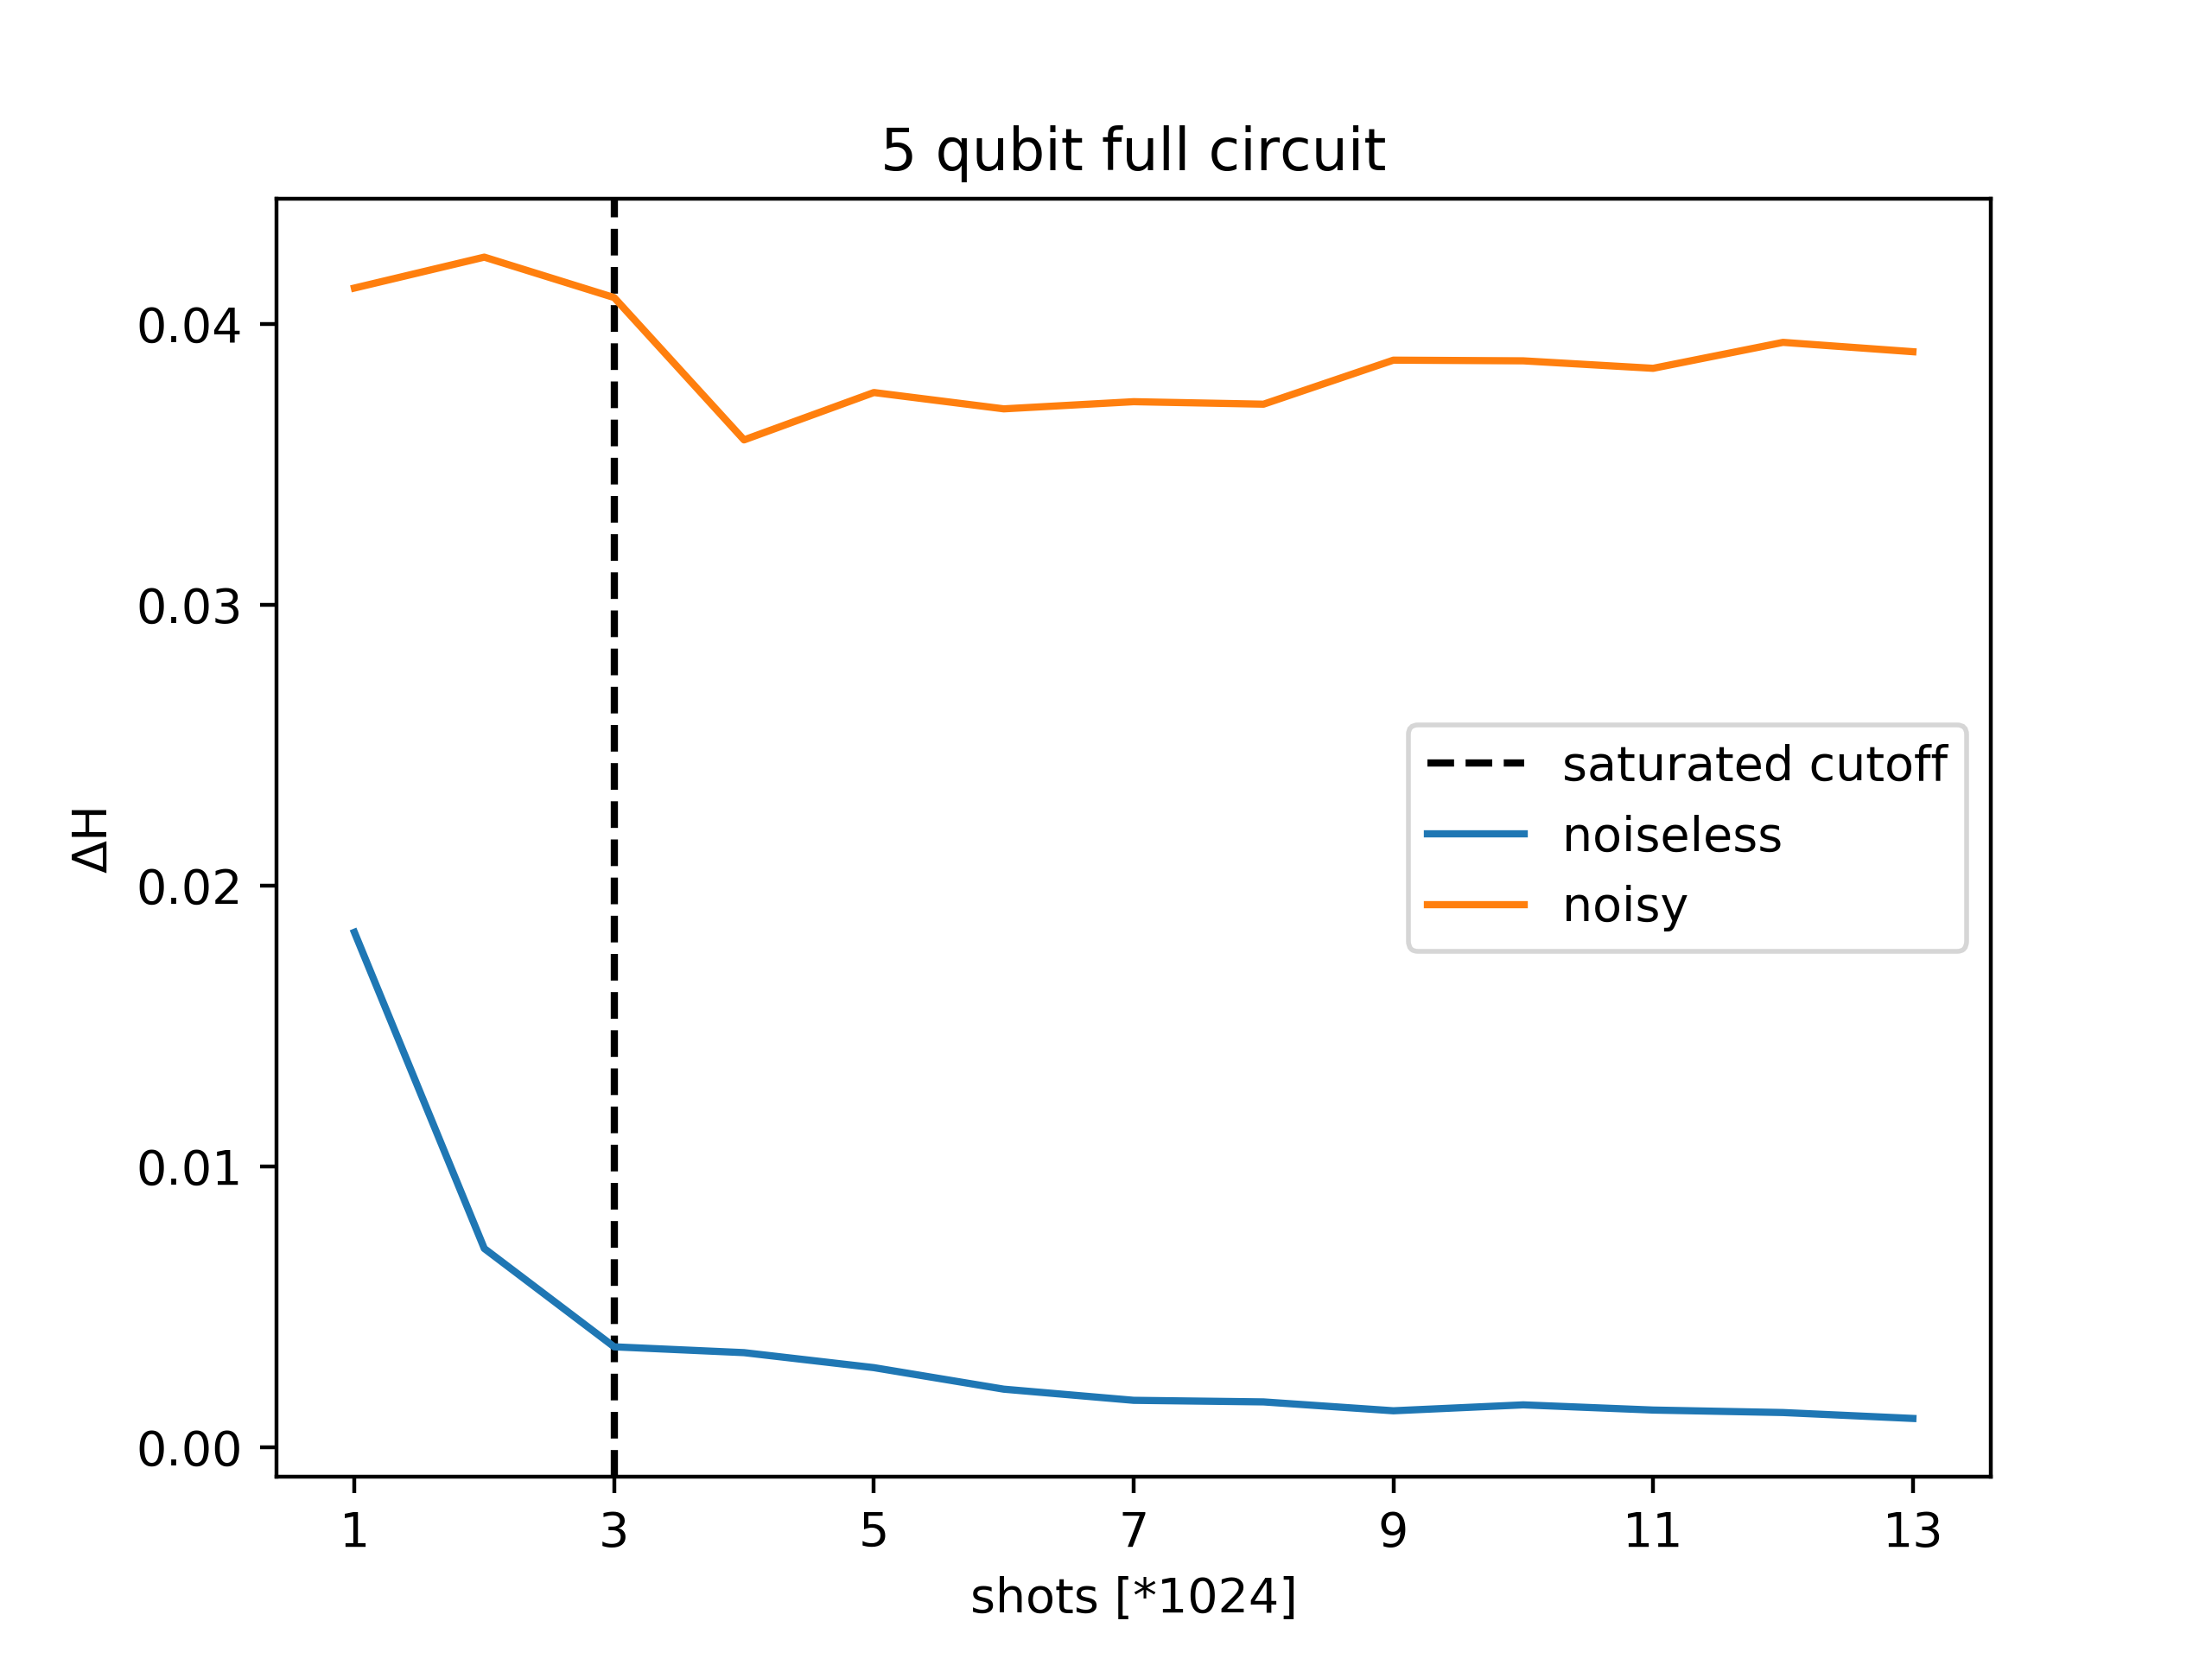 5 qubit full circuit
0.04
0.03
0.02
0.01
0.00
ΔH
saturated cutoff
noiseless
noisy
1 3 5 7 9 11 13
shots [*1024]